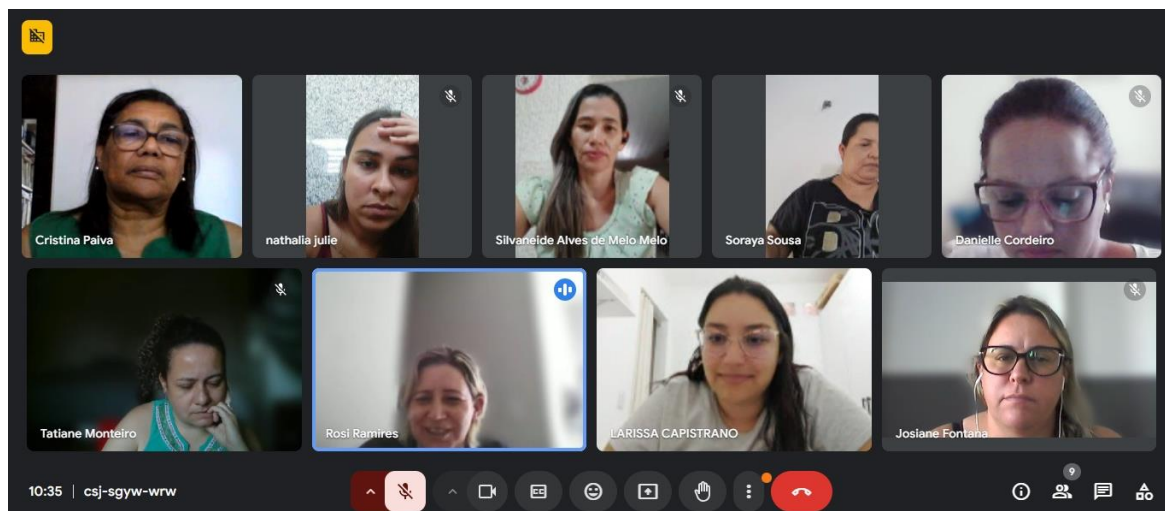 Cristina Paiva
nathalia julie
Silvaneide Alves de Melo Melo
Soraya Sousa
Danielle Cordeiro
Tatiane Monteiro
Rosi Ramires
LARISSA CAPISTRANO
Josiane Fontana
10:35 | csj-sgyw-wrw
CC
9